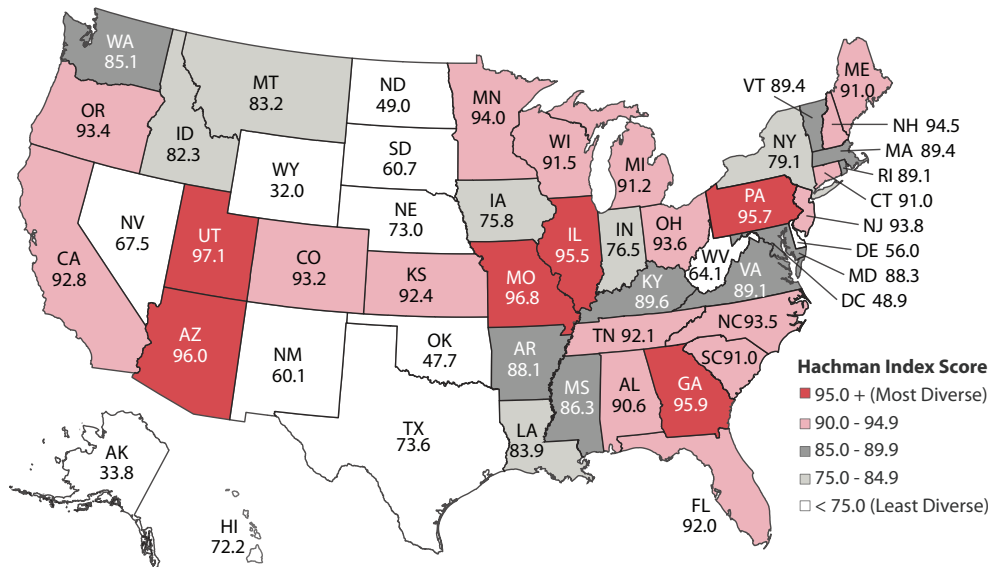 WA
85.1
OR
93.4
CA
92.8
NV
67.5
ID
82.3
MT
83.2
WY
32.0
UT
97.1
AZ
96.0
CO
93.2
NM
60.1
ND
49.0
SD
60.7
NE
73.0
KS
92.4
OK
47.7
TX
73.6
MN
94.0
IA
75.8
MO
96.8
AR
88.1
LA
83.9
WI
91.5
IL
95.5
MS
86.3
MI
91.2
IN
76.5
OH
93.6
KY
89.6
TN 92.1
AL
90.6
GA
95.9
FL
92.0
SC91.0
NC93.5
VA
89.1
WV
64.1
PA
95.7
NY
79.1
VT 89.4
ME
91.0
NH 94.5
MA 89.4
RI 89.1
CT 91.0
NJ 93.8
DE 56.0
MD 88.3
DC 48.9
AK
33.8
HI
72.2
Hachman Index Score
95.0 + (Most Diverse)
90.0 - 94.9
85.0 - 89.9
75.0 - 84.9
< 75.0 (Least Diverse)